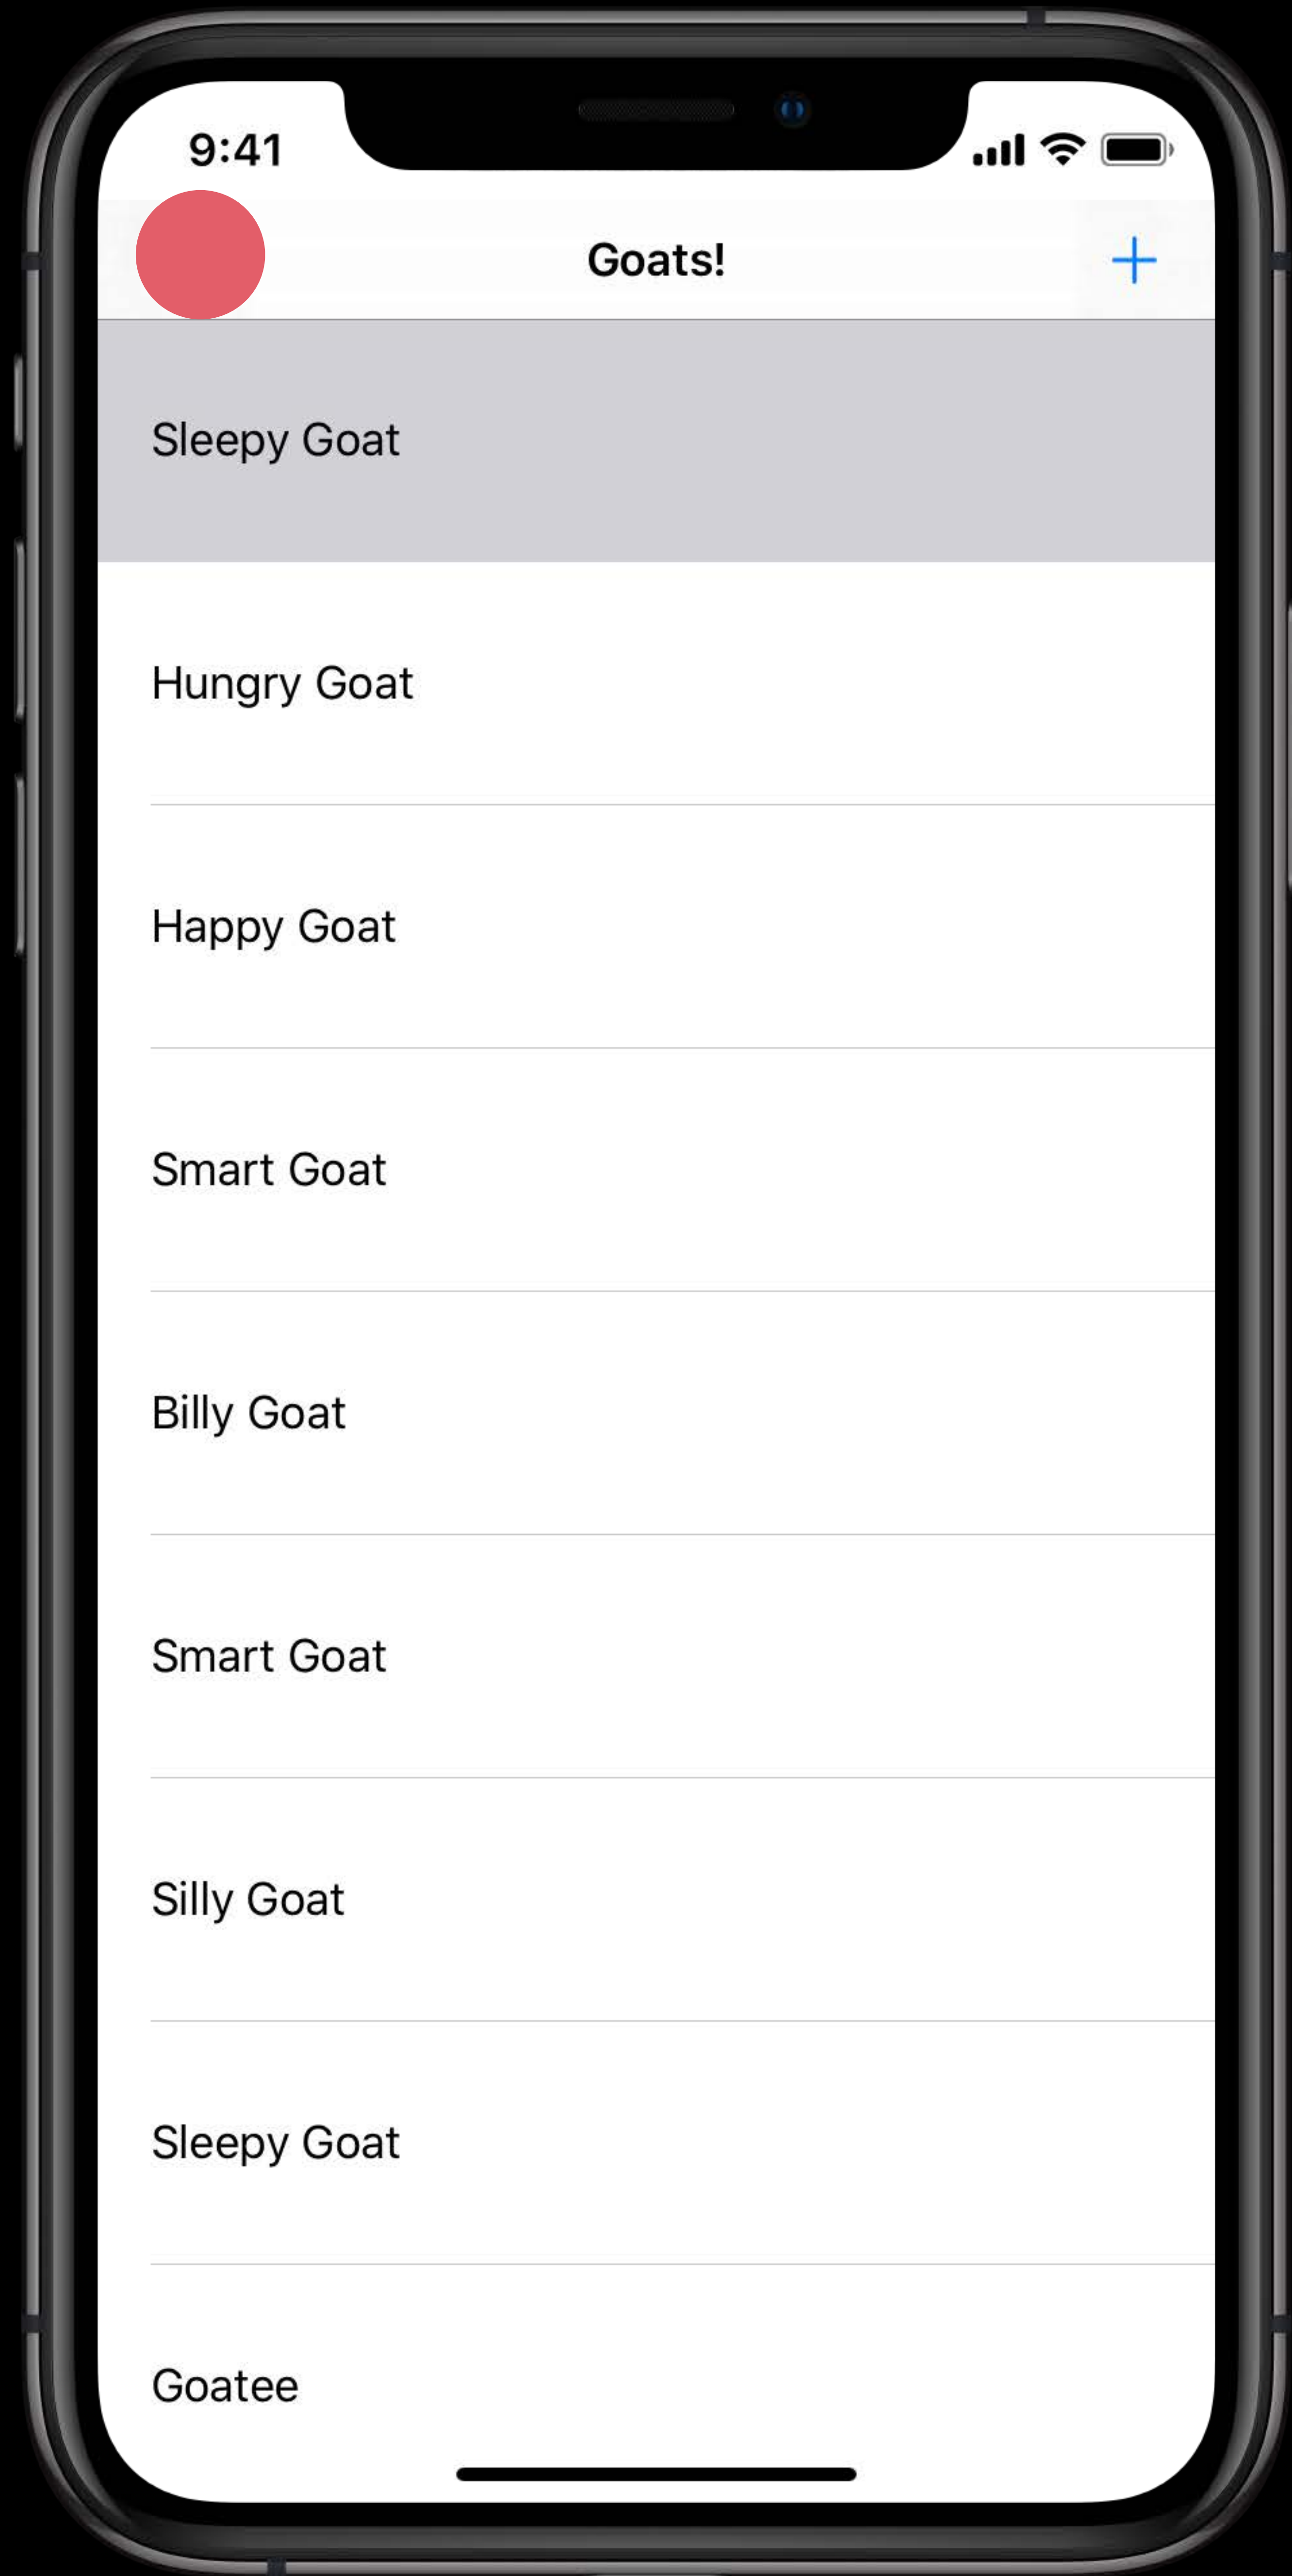 9:41
Goats!
Sleepy Goat
Hungry Goat
Happy Goat
Smart Goat
Billy Goat
Smart Goat
Silly Goat
Sleepy Goat
Goatee